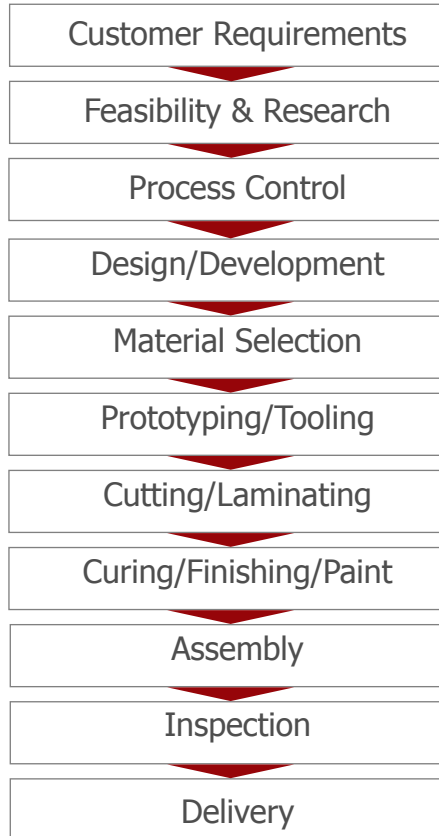 Customer Requirements
Feasibility & Research
Process Control
Design/Development
Material Selection
Prototyping/Tooling
Cutting/Laminating
Curing/Finishing/Paint
Assembly
Inspection
Delivery